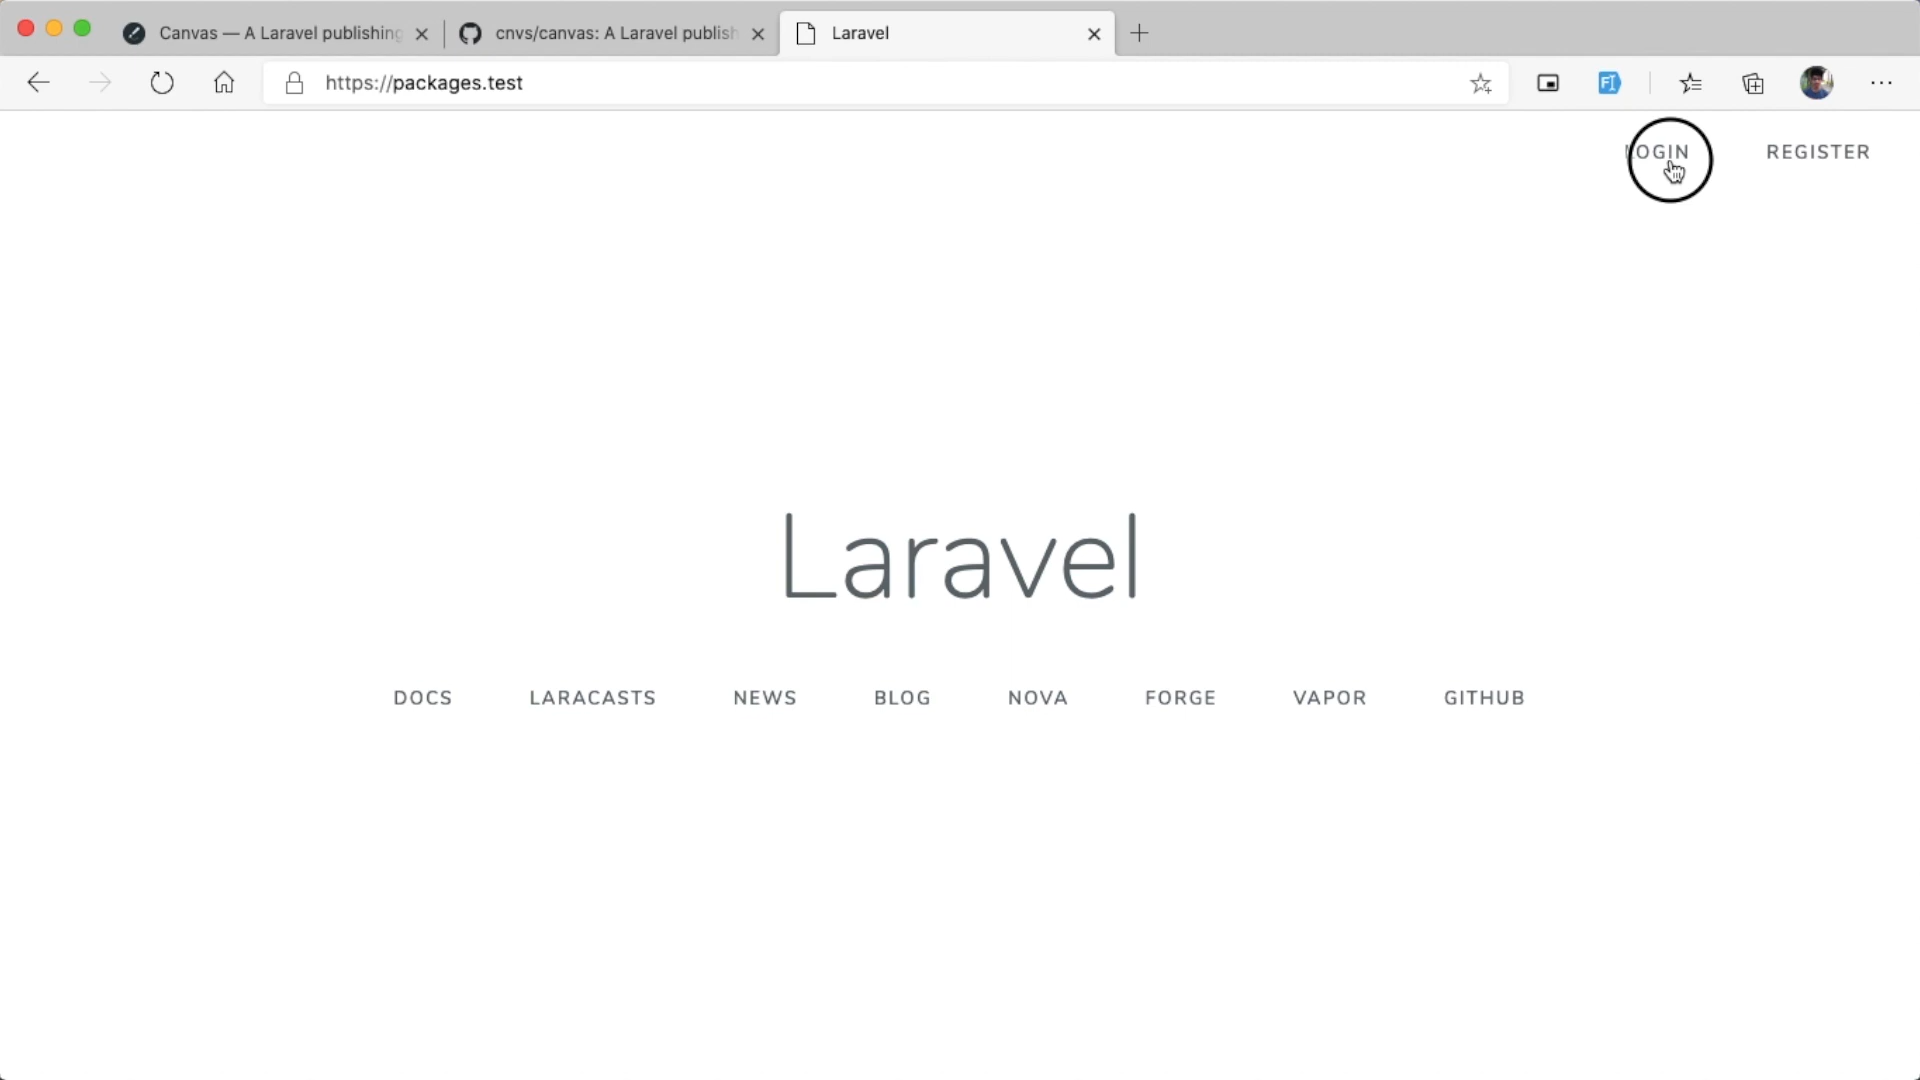 Canvas — A Laravel publishing
cnvs/canvas: A Laravel publish
Laravel
https://packages.test
LOGIN
REGISTER
Laravel
DOCS
LARACASTS
NEWS
BLOG
NOVA
FORGE
VAPOR
GITHUB